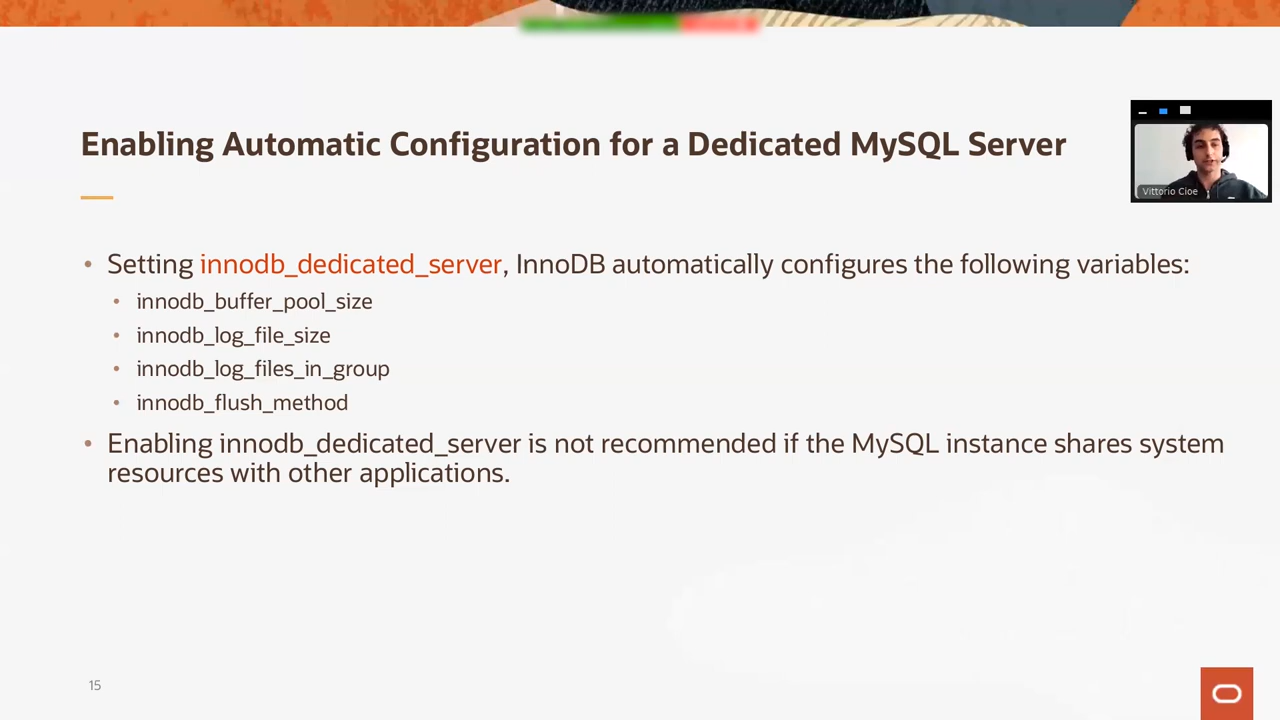 Enabling Automatic Configuration for a Dedicated MySQL Server
Vittorio Cioe
• Setting innodb_dedicated_server, InnoDB automatically configures the following variables:
• innodb_buffer_pool_size
• innodb_log_file_size
• innodb_log_files_in_group
• innodb_flush_method
• Enabling innodb_dedicated_server is not recommended if the MySQL instance shares system
resources with other applications.
15